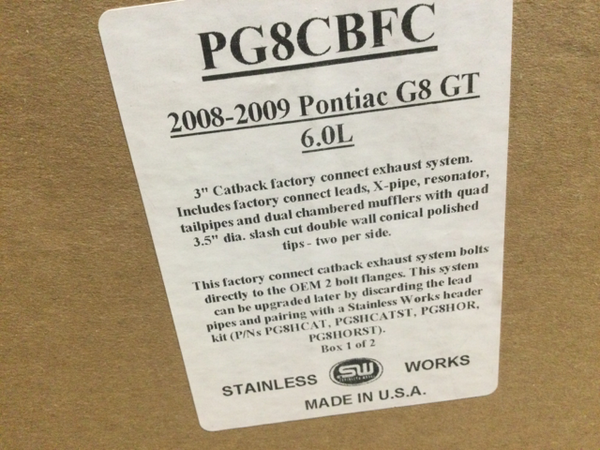 PG8CBFC
2008-2009 Pontiac G8 GT
6.0L
3" Catback factory connect exhaust system.
Includes factory connect leads, X-pipe, resonator,
tailpipes and dual chambered mufflers with quad
3.5" dia. slash cut double wall conical polished
tips - two per side.
This factory connect catback exhaust system bolts
directly to the OEM 2 bolt flanges. This system
can be upgraded later by discarding the lead
pipes and pairing with a Stainless Works header
kit (P/Ns PG8HCAT, PG8HCATST, PG8HOR,
PG8HORST).
Box 1 of 2
STAINLESS SW WORKS
MADE IN U.S.A.